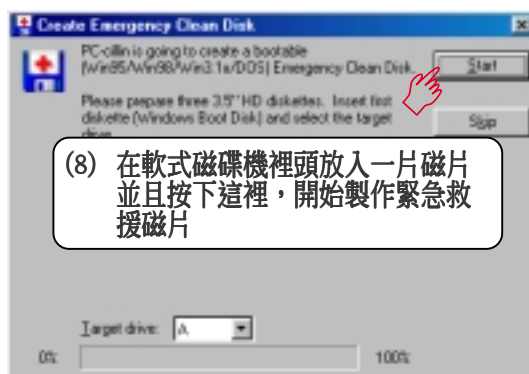 Create Emergency Clean Disk
PC-cillin is going to create a bootable
(Win95/Win98/Win3.1x/DOS) Emergency Clean Disk.
Start
Please prepare three 3.5" HD diskettes. Insert first
diskette (Windows Boot Disk) and select the target
drive.
Skip
(8) 在軟式磁碟機裡頭放入一片磁片
並且按下這裡，開始製作緊急救
援磁片
Target drive: A:
0% 100%